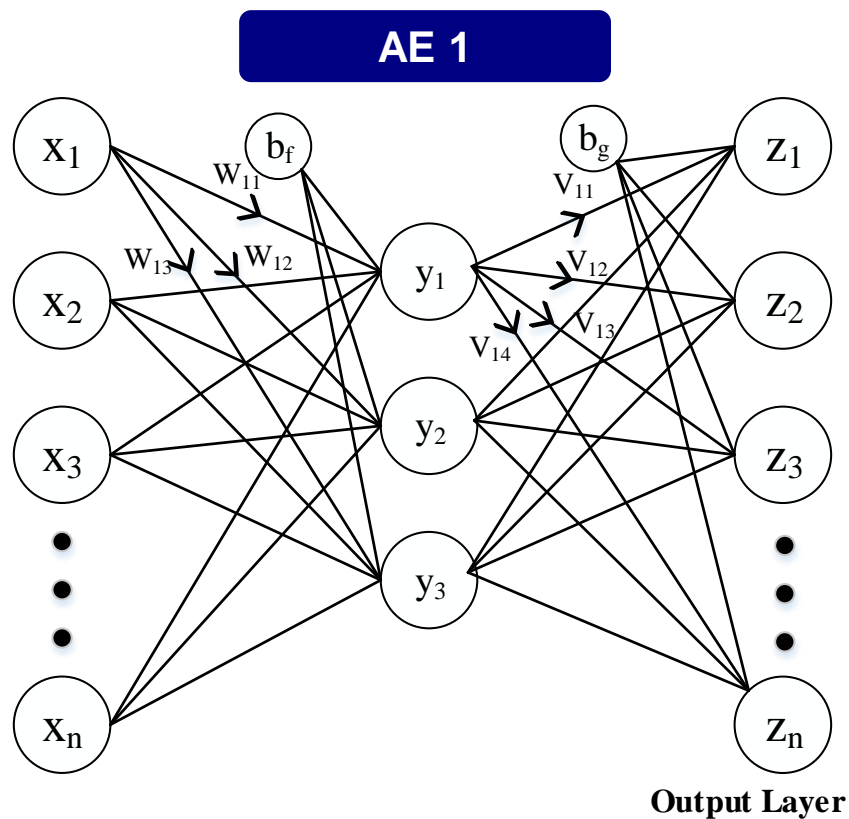 AE 1
x1
bf
bg
z1
W11
V11
W13
W12
V12
x2
y1
z2
V13
V14
x3
y2
z3
y3
xn
zn
Output Layer